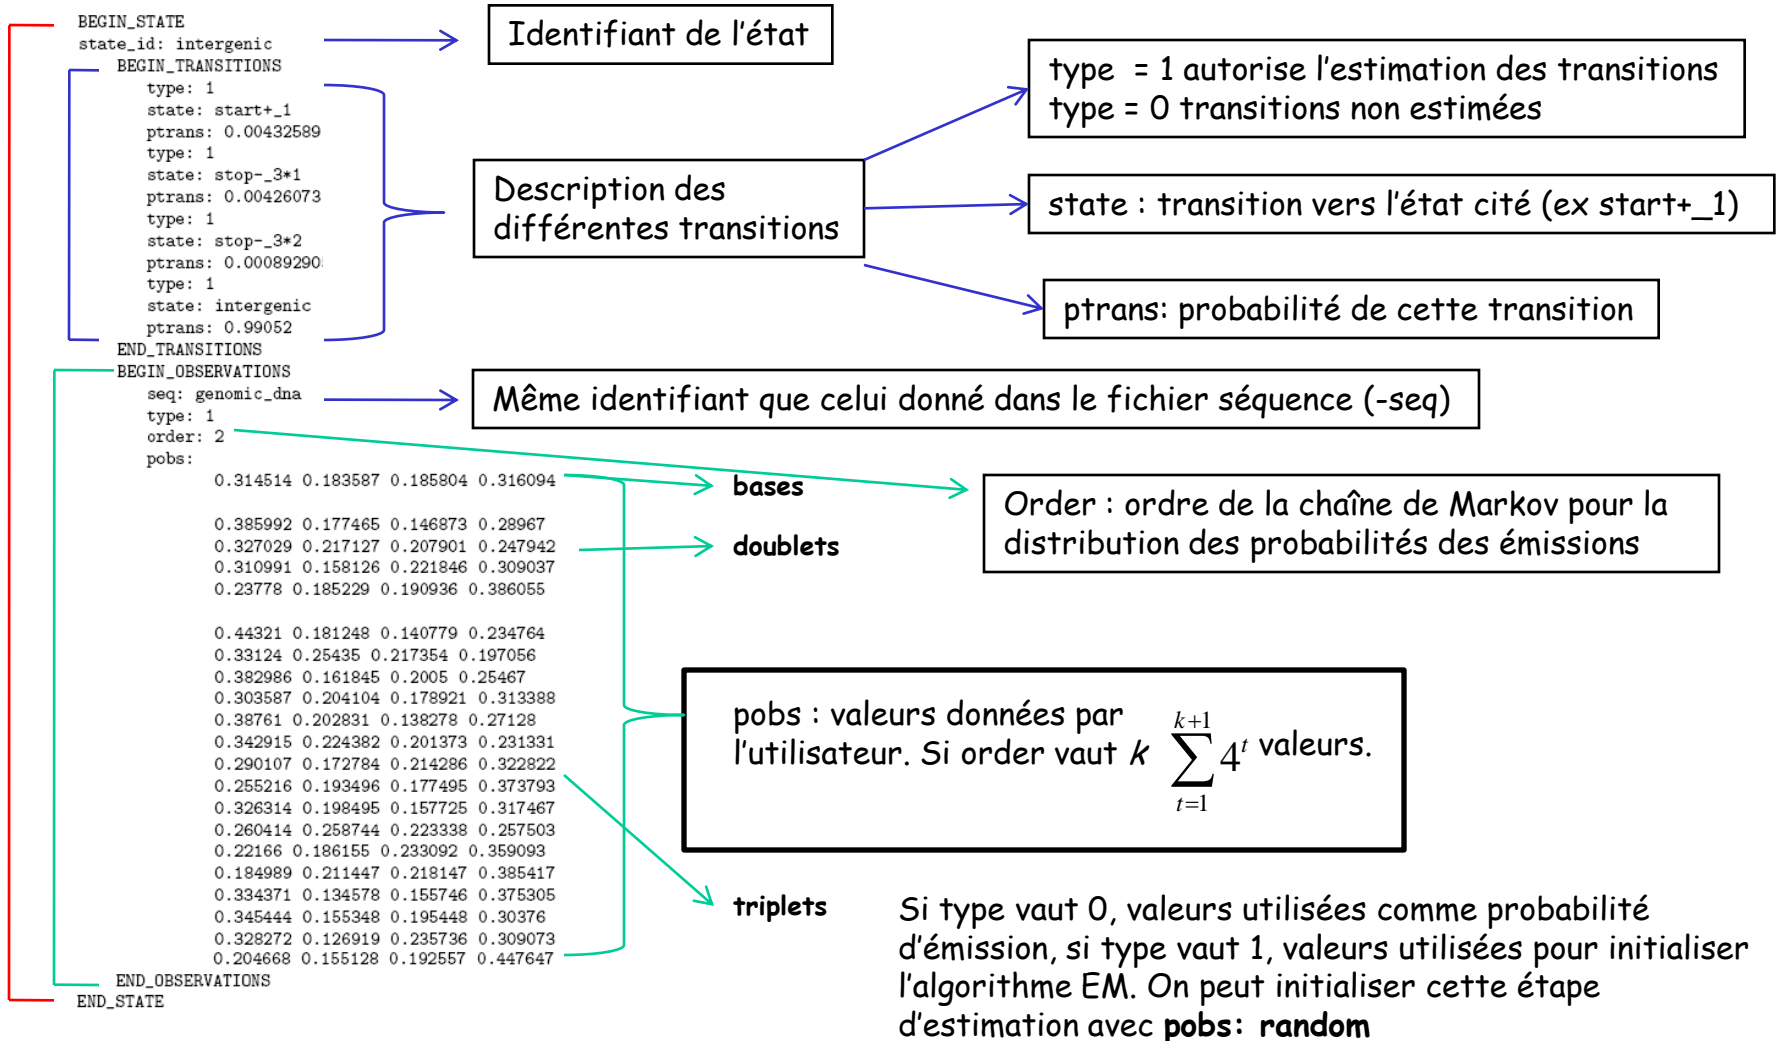 BEGIN_STATE
state_id: intergenic
BEGIN_TRANSITIONS
type: 1
state: start+_1
ptrans: 0.00432589
type: 1
state: stop-_3*1
ptrans: 0.00426073
type: 1
state: stop-_3*2
ptrans: 0.000892905
type: 1
state: intergenic
ptrans: 0.99052
END_TRANSITIONS
BEGIN_OBSERVATIONS
seq: genomic_dna
type: 1
order: 2
pobs:
0.314514 0.183587 0.185804 0.316094
0.385992 0.177465 0.146873 0.28967
0.327029 0.217127 0.207901 0.247942
0.310991 0.158126 0.221846 0.309037
0.23778 0.185229 0.190936 0.386055
0.44321 0.181248 0.140779 0.234764
0.33124 0.25435 0.217354 0.197056
0.382986 0.161845 0.2005 0.25467
0.303587 0.204104 0.178921 0.313388
0.38761 0.202831 0.138278 0.27128
0.342915 0.224382 0.201373 0.231331
0.290107 0.172784 0.214286 0.322822
0.255216 0.193496 0.177495 0.373793
0.326314 0.198495 0.157725 0.317467
0.260414 0.258744 0.223338 0.257503
0.22166 0.186155 0.233092 0.359093
0.184989 0.211447 0.218147 0.385417
0.334371 0.134578 0.155746 0.375305
0.345444 0.155348 0.195448 0.30376
0.328272 0.126919 0.235736 0.309073
0.204668 0.155128 0.192557 0.447647
END_OBSERVATIONS
END_STATE
Identifiant de l'état
Description des
différentes transitions
type = 1 autorise l'estimation des transitions
type = 0 transitions non estimées
state : transition vers l'état cité (ex start+_1)
ptrans: probabilité de cette transition
Même identifiant que celui donné dans le fichier séquence (-seq)
bases
doublets
Order : ordre de la chaîne de Markov pour la
distribution des probabilités des émissions
pobs : valeurs données par
l'utilisateur. Si order vaut k ∑_{t=1}^{k+1} 4^t valeurs.
triplets
Si type vaut 0, valeurs utilisées comme probabilité
d'émission, si type vaut 1, valeurs utilisées pour initialiser
l'algorithme EM. On peut initialiser cette étape
d'estimation avec pobs: random